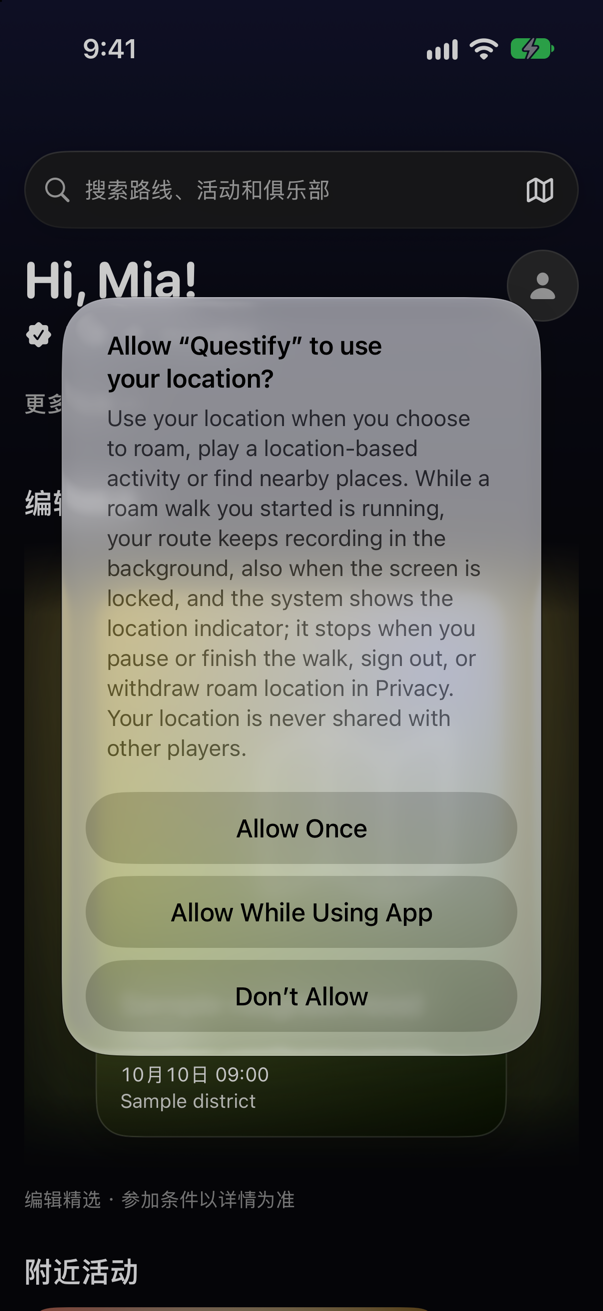 9:41
搜索路线、活动和俱乐部
Hi, Mia!
Allow “Questify” to use
your location?
更多
Use your location when you choose
to roam, play a location-based
activity or find nearby places. While a
编辑
roam walk you started is running,
your route keeps recording in the
background, also when the screen is
locked, and the system shows the
location indicator; it stops when you
pause or finish the walk, sign out, or
withdraw roam location in Privacy.
Your location is never shared with
other players.
Allow Once
Allow While Using App
Don’t Allow
10月10日 09:00
Sample district
编辑精选 · 参加条件以详情为准
附近活动